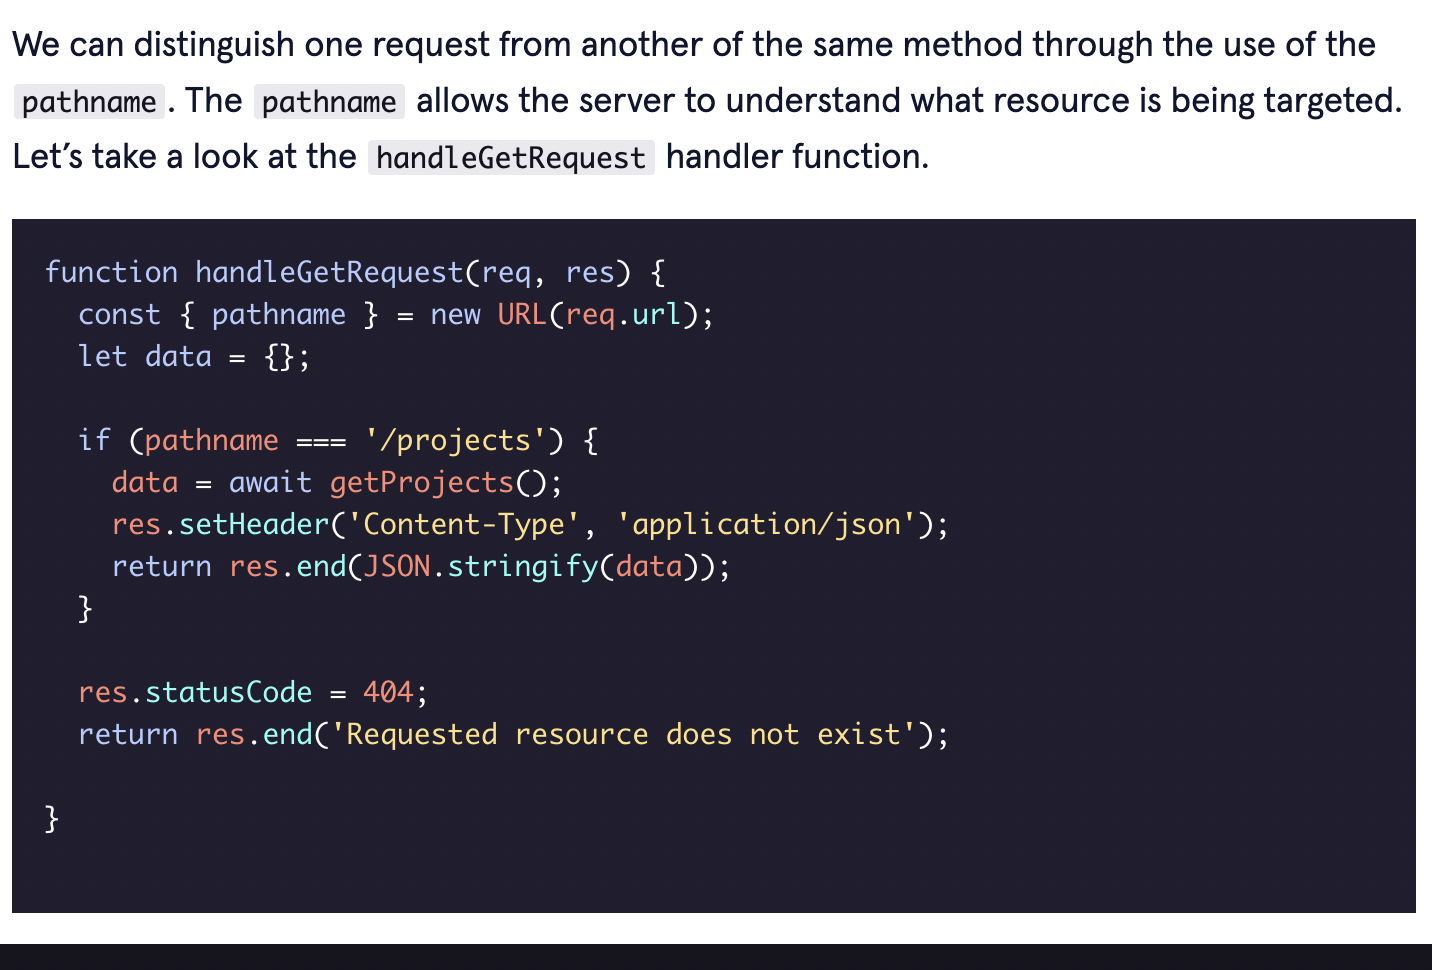 We can distinguish one request from another of the same method through the use of the
pathname. The pathname allows the server to understand what resource is being targeted.
Let’s take a look at the handleGetRequest handler function.
function handleGetRequest(req, res) {
  const { pathname } = new URL(req.url);
  let data = {};
  if (pathname === '/projects') {
    data = await getProjects();
    res.setHeader('Content-Type', 'application/json');
    return res.end(JSON.stringify(data));
  }
  res.statusCode = 404;
  return res.end('Requested resource does not exist');
}